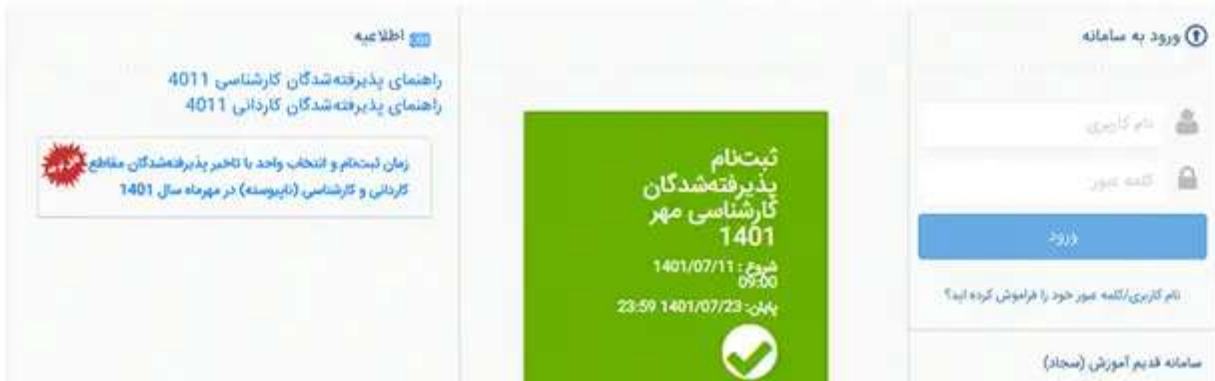 ورود به سامانه
نام کاربری
کلمه عبور
ورود
نام کاربری/کلمه عبور خود را فراموش کرده اید؟
سامانه قدیم آموزش (سجاد)
ثبت‌نام
پذیرفته‌شدگان
کارشناسی مهر
1401
شروع : 1401/07/11
09:00
پایان: 1401/07/23 23:59
اطلاعیه
راهنمای پذیرفته‌شدگان کارشناسی 4011
راهنمای پذیرفته‌شدگان کاردانی 4011
زمان ثبت‌نام و انتخاب واحد با تاخیر پذیرفته‌شدگان مقاطع
کاردانی و کارشناسی (ناپیوسته) در مهرماه سال 1401